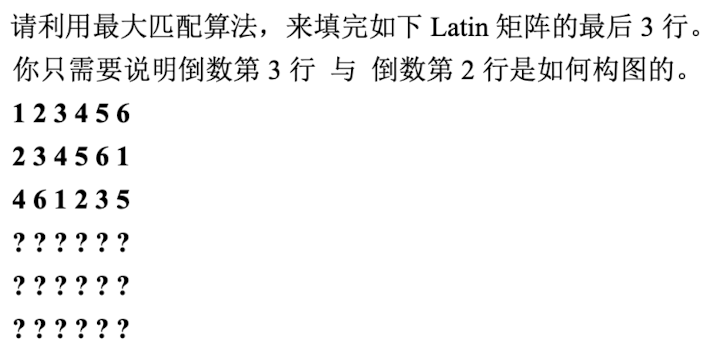 请利用最大匹配算法，来填完如下 Latin 矩阵的最后 3 行。
你只需要说明倒数第 3 行 与 倒数第 2 行是如何构图的。
1 2 3 4 5 6
2 3 4 5 6 1
4 6 1 2 3 5
? ? ? ? ? ?
? ? ? ? ? ?
? ? ? ? ? ?